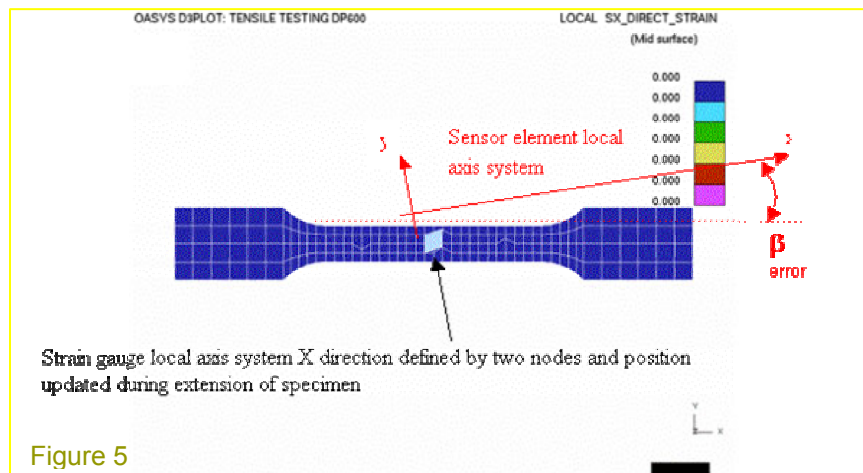 OASYS D3PLOT: TENSILE TESTING DP600
LOCAL SX_DIRECT_STRAIN
(Mid surface)
0.000
0.000
0.000
0.000
0.000
0.000
0.000
Sensor element local
axis system
β
error
Strain gauge local axis system X direction defined by two nodes and position
updated during extension of specimen
Y
Z
X
Figure 5